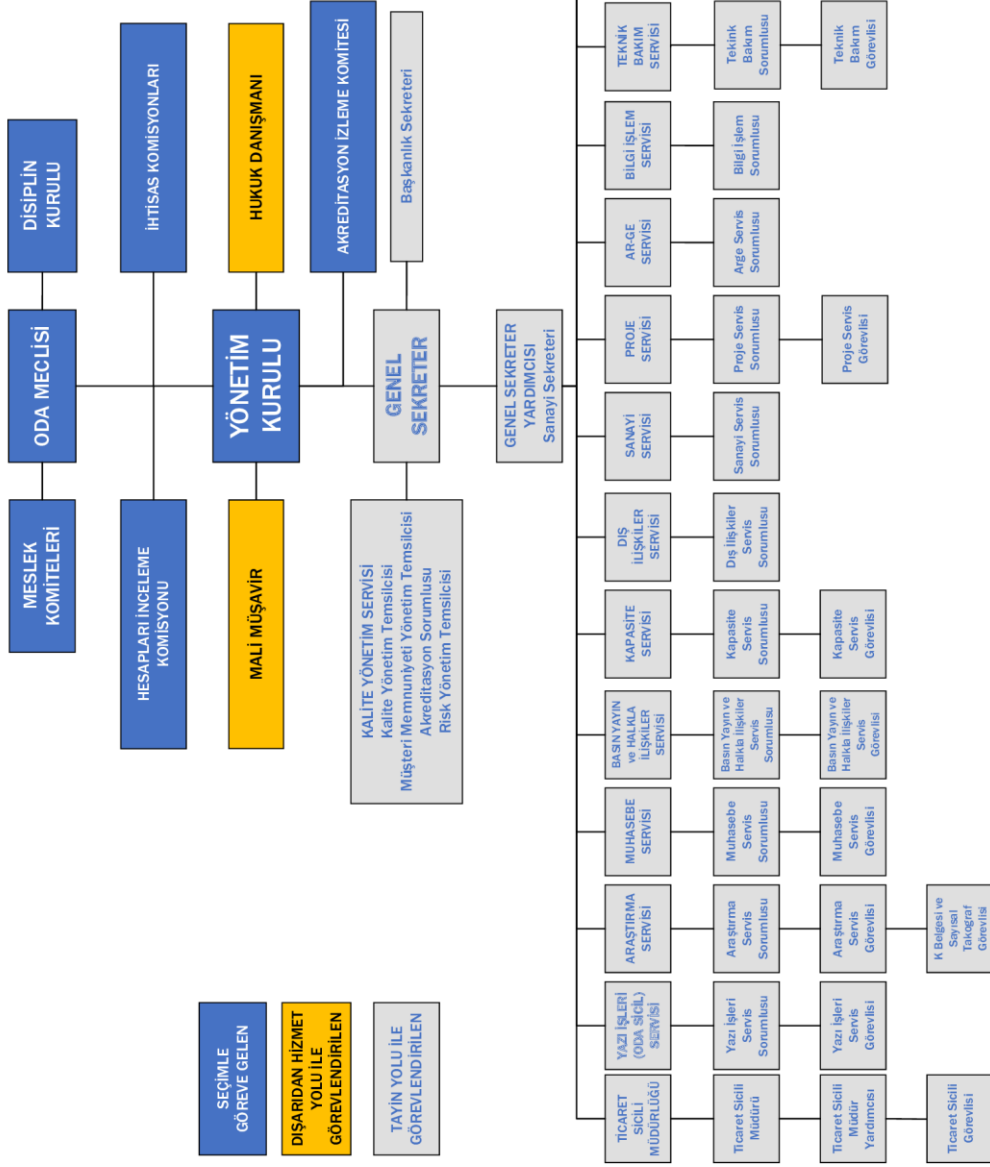 MESLEK
KOMİTELERİ
ODA MECLİSİ
DİSİPLİN
KURULU
HESAPLARI İNCELEME
KOMİSYONU
İHTİSAS KOMİSYONLARI
MALİ MÜŞAVİR
YÖNETİM
KURULU
HUKUK DANIŞMANI
AKREDİTASYON İZLEME KOMİTESİ
KALİTE YÖNETİM SERVİSİ
Kalite Yönetim Temsilcisi
Müşteri Memnuniyeti Yönetim Temsilcisi
Akreditasyon Sorumlusu
Risk Yönetim Temsilcisi
GENEL
SEKRETER
Başkanlık Sekreteri
GENEL SEKRETER
YARDIMCISI
Sanayi Sekreteri
SEÇİMLE
GÖREVE GELEN
DIŞARIDAN HİZMET
YOLU İLE
GÖREVLENDİRİLEN
TAYİN YOLU İLE
GÖREVLENDİRİLEN
TİCARET
SİCİLİ
MÜDÜRLÜĞÜ
Ticaret Sicili
Müdürü
Ticaret Sicili
Müdür
Yardımcısı
Ticaret Sicili
Görevlisi
YAZI İŞLERİ
(ODA SİCİL)
SERVİSİ
Yazı İşleri
Servis
Sorumlusu
Yazı İşleri
Servis
Görevlisi
ARAŞTIRMA
SERVİSİ
Araştırma
Servis
Sorumlusu
Araştırma
Servis
Görevlisi
K Belgesi ve
Sayısal
Takograf
Görevlisi
MUHASEBE
SERVİSİ
Muhasebe
Servis
Sorumlusu
Muhasebe
Servis
Görevlisi
BASIN YAYIN
ve HALKLA
İLİŞKİLER
SERVİSİ
Basın Yayın ve
Halkla İlişkiler
Servis
Sorumlusu
Basın Yayın ve
Halkla İlişkiler
Servis
Görevlisi
KAPASİTE
SERVİSİ
Kapasite
Servis
Sorumlusu
Kapasite
Servis
Görevlisi
DIŞ
İLİŞKİLER
SERVİSİ
Dış İlişkiler
Servis
Sorumlusu
SANAYİ
SERVİSİ
Sanayi Servis
Sorumlusu
PROJE
SERVİSİ
Proje Servis
Sorumlusu
Proje Servis
Görevlisi
AR-GE
SERVİSİ
Arge Servis
Sorumlusu
BİLGİ İŞLEM
SERVİSİ
Bilgi İşlem
Sorumlusu
TEKNİK
BAKIM
SERVİSİ
Tekink
Bakım
Sorumlusu
Teknik
Bakım
Görevlisi